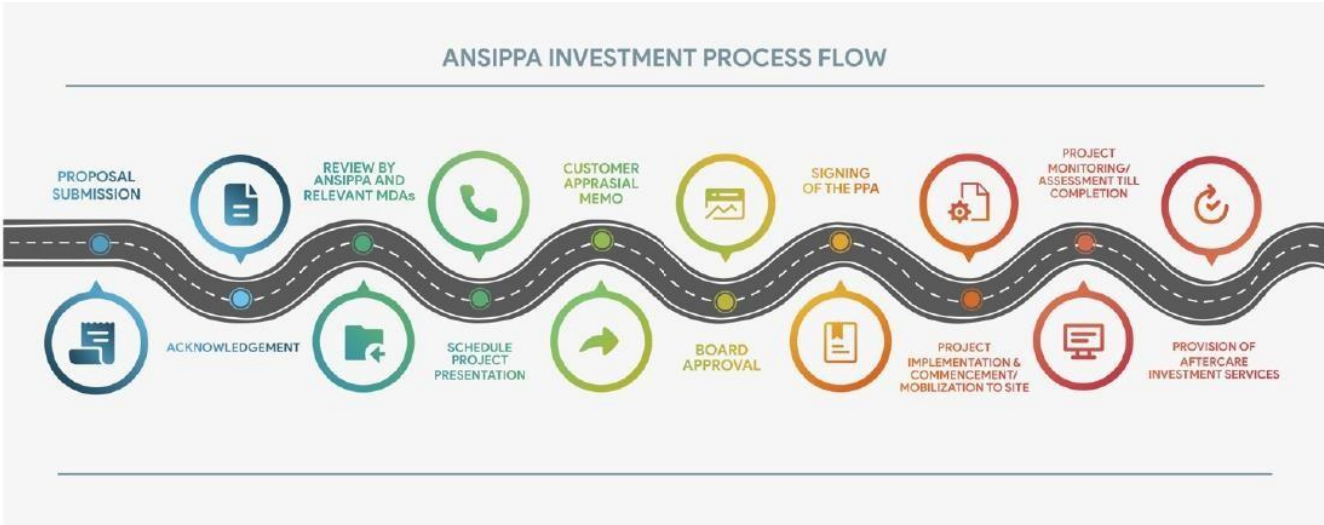 ANSIPPA INVESTMENT PROCESS FLOW
PROPOSAL
SUBMISSION
ACKNOWLEDGEMENT
REVIEW BY
ANSIPPA AND
RELEVANT MDAs
SCHEDULE
PROJECT
PRESENTATION
CUSTOMER
APPRASIAL
MEMO
BOARD
APPROVAL
SIGNING
OF THE PPA
PROJECT
IMPLEMENTATION &
COMMENCEMENT/
MOBILIZATION TO SITE
PROJECT
MONITORING/
ASSESSMENT TILL
COMPLETION
PROVISION OF
AFTERCARE
INVESTMENT SERVICES